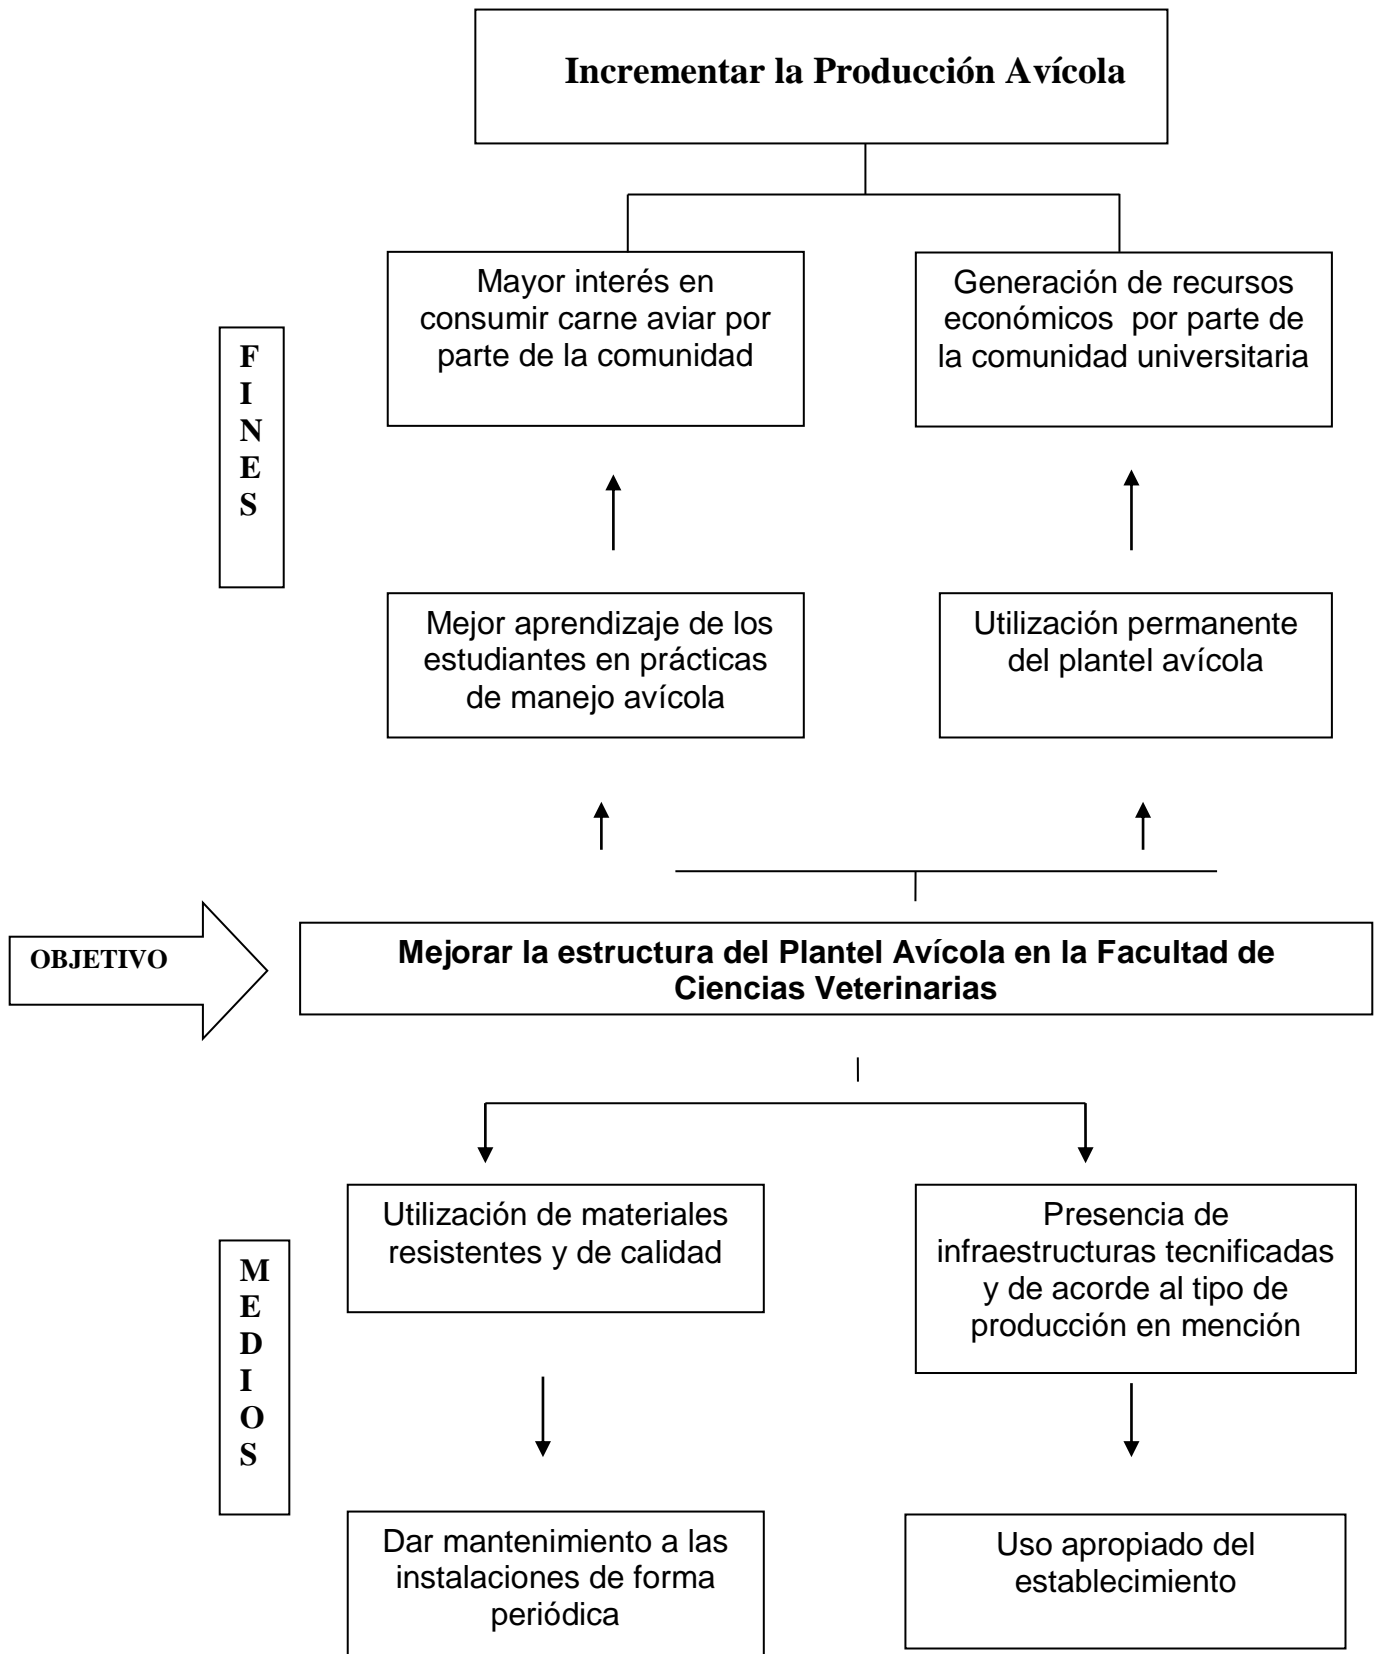 Incrementar la Producción Avícola
Mayor interés en
consumir carne aviar por
parte de la comunidad
Generación de recursos
económicos  por parte de
la comunidad universitaria
F
I
N
E
S
Mejor aprendizaje de los
estudiantes en prácticas
de manejo avícola
Utilización permanente
del plantel avícola
OBJETIVO
Mejorar la estructura del Plantel Avícola en la Facultad de
Ciencias Veterinarias
Utilización de materiales
resistentes y de calidad
Presencia de
infraestructuras tecnificadas
y de acorde al tipo de
producción en mención
M
E
D
I
O
S
Dar mantenimiento a las
instalaciones de forma
periódica
Uso apropiado del
establecimiento